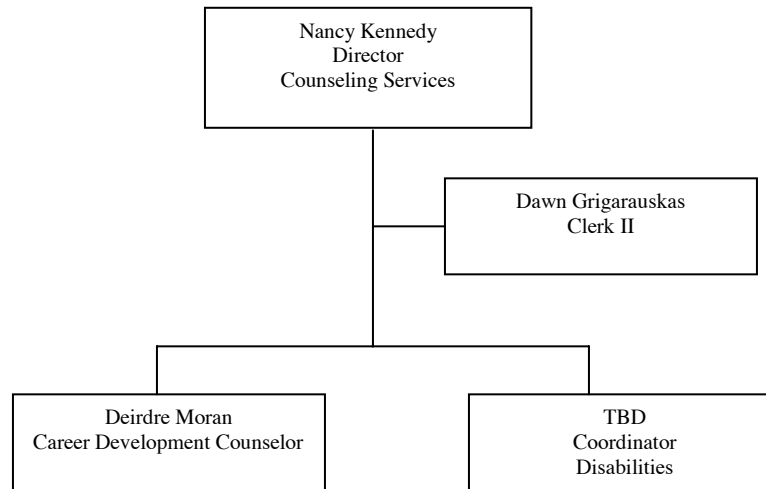 Nancy Kennedy
Director
Counseling Services
Dawn Grigarauskas
Clerk II
Deirdre Moran
Career Development Counselor
TBD
Coordinator
Disabilities